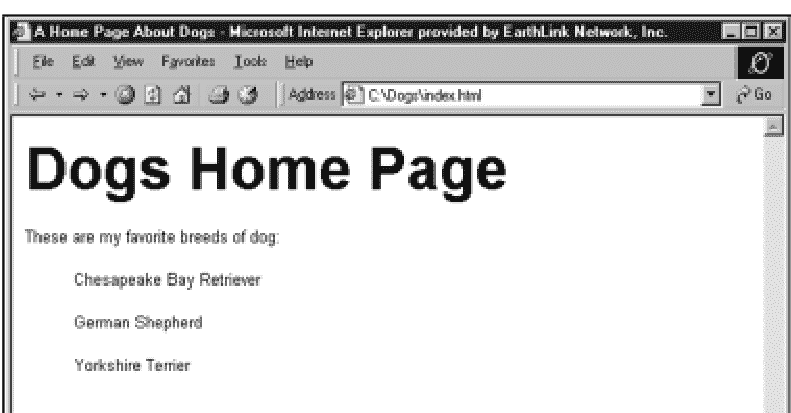 A Home Page About Dogs - Microsoft Internet Explorer provided by EarthLink Network, Inc.
File Edit View Favorites Tools Help
Address C:\Dogs\index.html Go
Dogs Home Page
These are my favorite breeds of dog:
Chesapeake Bay Retriever
German Shepherd
Yorkshire Terrier